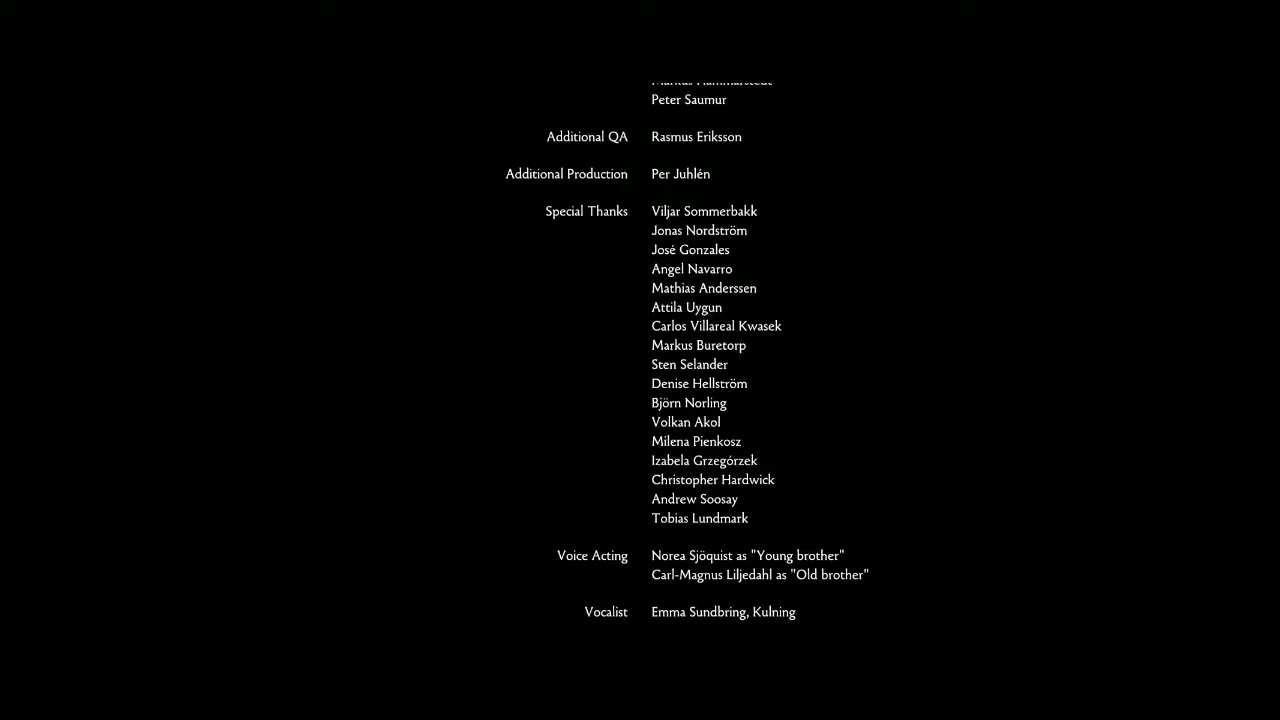 Peter Saumur
Additional QA Rasmus Eriksson
Additional Production Per Juhlén
Special Thanks Viljar Sommerbakk
Jonas Nordström
José Gonzales
Angel Navarro
Mathias Anderssen
Attila Uygun
Carlos Villareal Kwasek
Markus Buretorp
Sten Selander
Denise Hellström
Björn Norling
Volkan Akol
Milena Pienkosz
Izabela Grzegórzek
Christopher Hardwick
Andrew Soosay
Tobias Lundmark
Voice Acting Norea Sjöquist as "Young brother"
Carl-Magnus Liljedahl as "Old brother"
Vocalist Emma Sundbring, Kulning